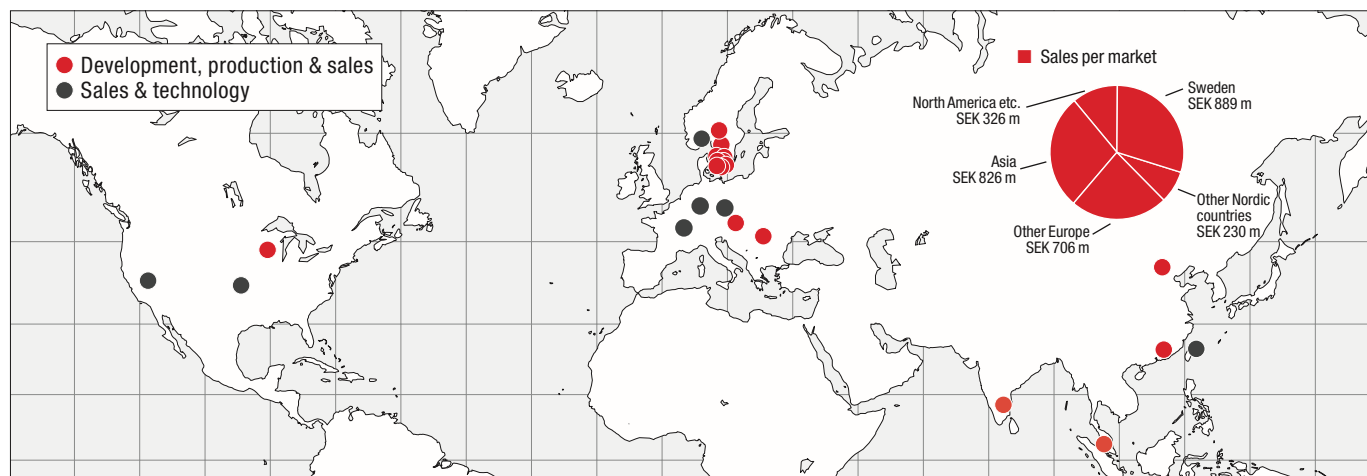 Development, production & sales
Sales & technology
Sales per market
Sweden
SEK 889 m
North America etc.
SEK 326 m
Asia
SEK 826 m
Other Nordic
countries
SEK 230 m
Other Europe
SEK 706 m